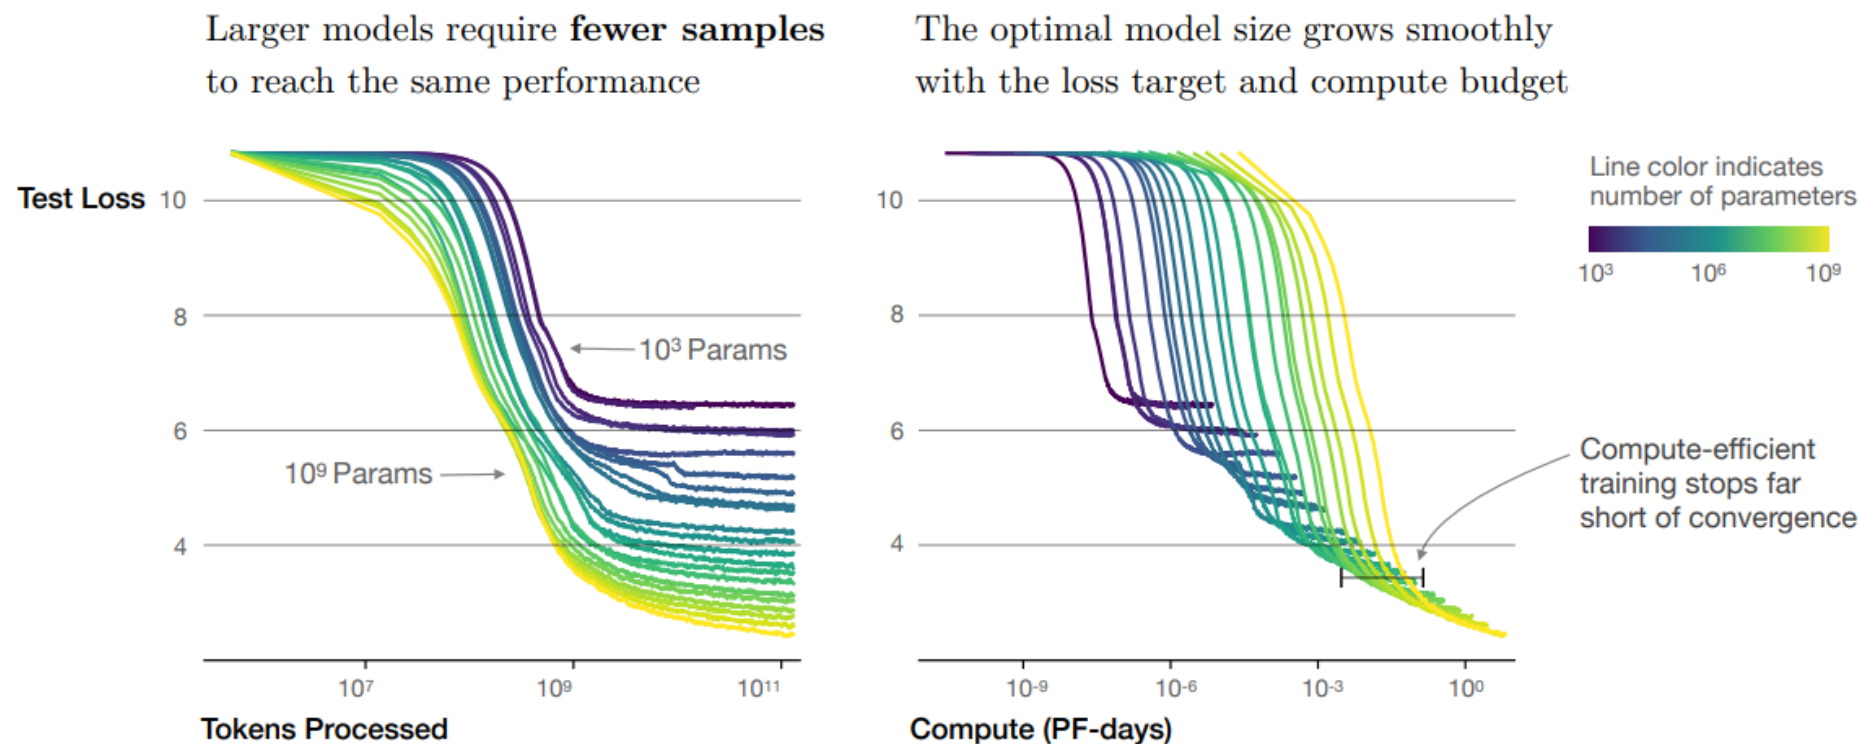 Larger models require fewer samples
to reach the same performance
The optimal model size grows smoothly
with the loss target and compute budget
Test Loss
10
8
6
4
10³ Params
10⁹ Params
10⁷
10⁹
10¹¹
Tokens Processed
10
8
6
4
10⁻⁹
10⁻⁶
10⁻³
10⁰
Compute (PF-days)
Line color indicates
number of parameters
10³
10⁶
10⁹
Compute-efficient
training stops far
short of convergence